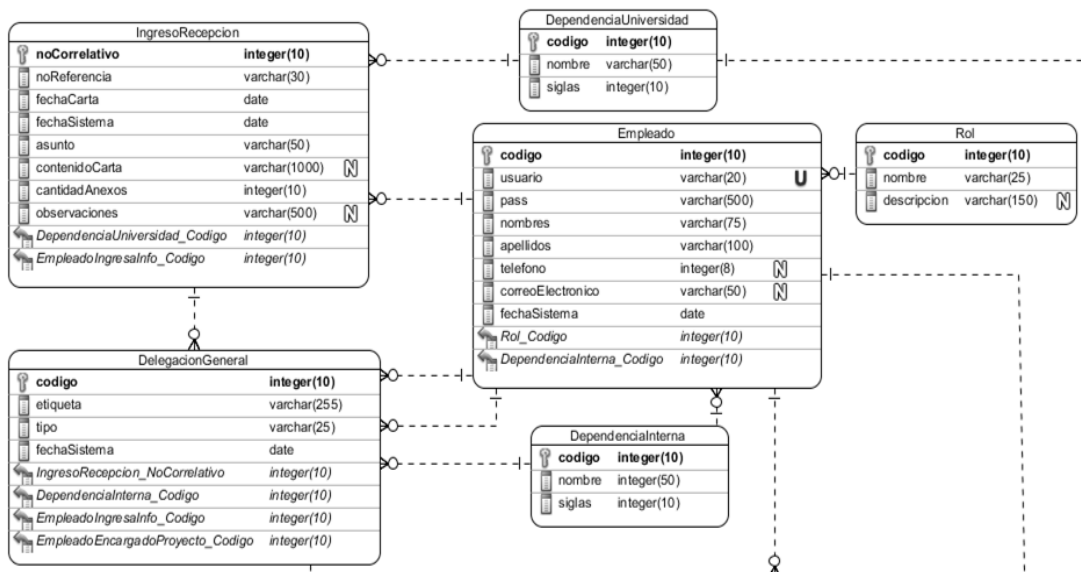 IngresoRecepcion
noCorrelativo integer(10)
noReferencia varchar(30)
fechaCarta date
fechaSistema date
asunto varchar(50)
contenidoCarta varchar(1000) N
cantidadAnexos integer(10)
observaciones varchar(500) N
DependenciaUniversidad_Codigo integer(10)
EmpleadoIngresaInfo_Codigo integer(10)
DependenciaUniversidad
codigo integer(10)
nombre varchar(50)
siglas integer(10)
Empleado
codigo integer(10)
usuario varchar(20) U
pass varchar(500)
nombres varchar(75)
apellidos varchar(100)
telefono integer(8) N
correoElectronico varchar(50) N
fechaSistema date
Rol_Codigo integer(10)
DependenciaInterna_Codigo integer(10)
Rol
codigo integer(10)
nombre varchar(25)
descripcion varchar(150) N
DelegacionGeneral
codigo integer(10)
etiqueta varchar(255)
tipo varchar(25)
fechaSistema date
IngresoRecepcion_NoCorrelativo integer(10)
DependenciaInterna_Codigo integer(10)
EmpleadoIngresaInfo_Codigo integer(10)
EmpleadoEncargadoProyecto_Codigo integer(10)
DependenciaInterna
codigo integer(10)
nombre integer(50)
siglas integer(10)